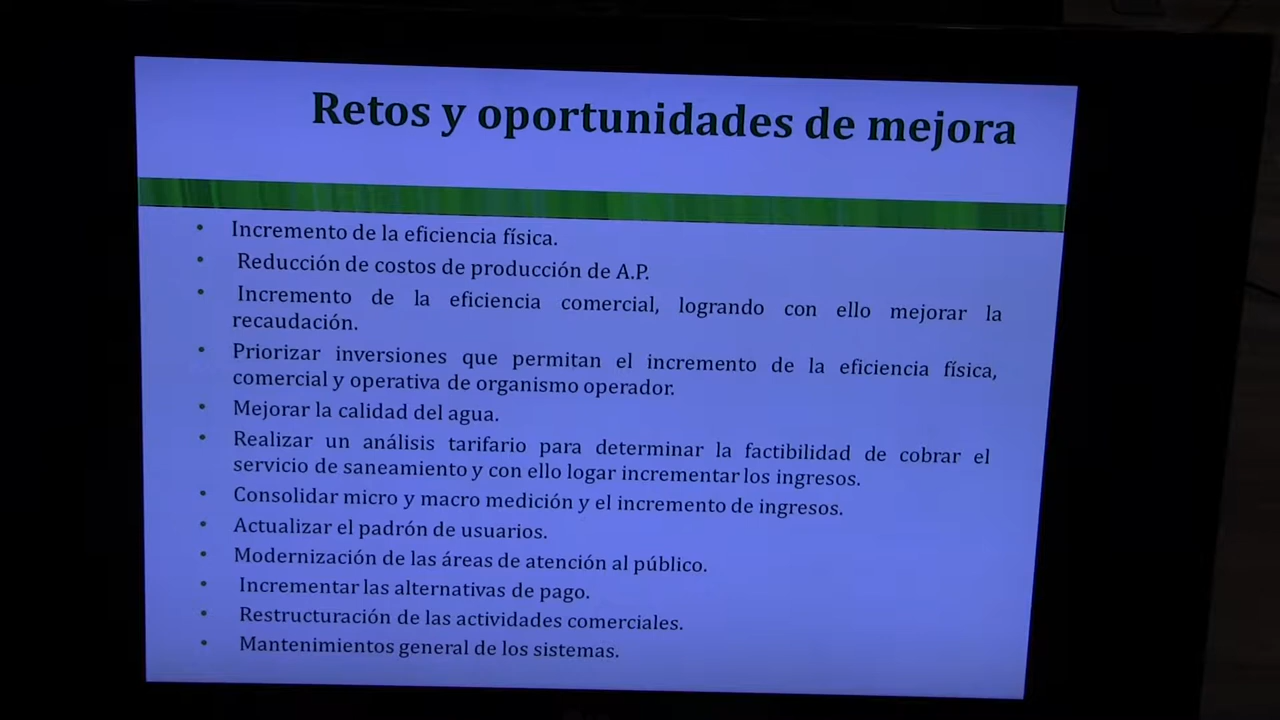 Retos y oportunidades de mejora
• Incremento de la eficiencia física.
• Reducción de costos de producción de A.P.
• Incremento de la eficiencia comercial, logrando con ello mejorar la
recaudación.
• Priorizar inversiones que permitan el incremento de la eficiencia física,
comercial y operativa de organismo operador.
• Mejorar la calidad del agua.
• Realizar un análisis tarifario para determinar la factibilidad de cobrar el
servicio de saneamiento y con ello logar incrementar los ingresos.
• Consolidar micro y macro medición y el incremento de ingresos.
• Actualizar el padrón de usuarios.
• Modernización de las áreas de atención al público.
• Incrementar las alternativas de pago.
• Restructuración de las actividades comerciales.
• Mantenimientos general de los sistemas.